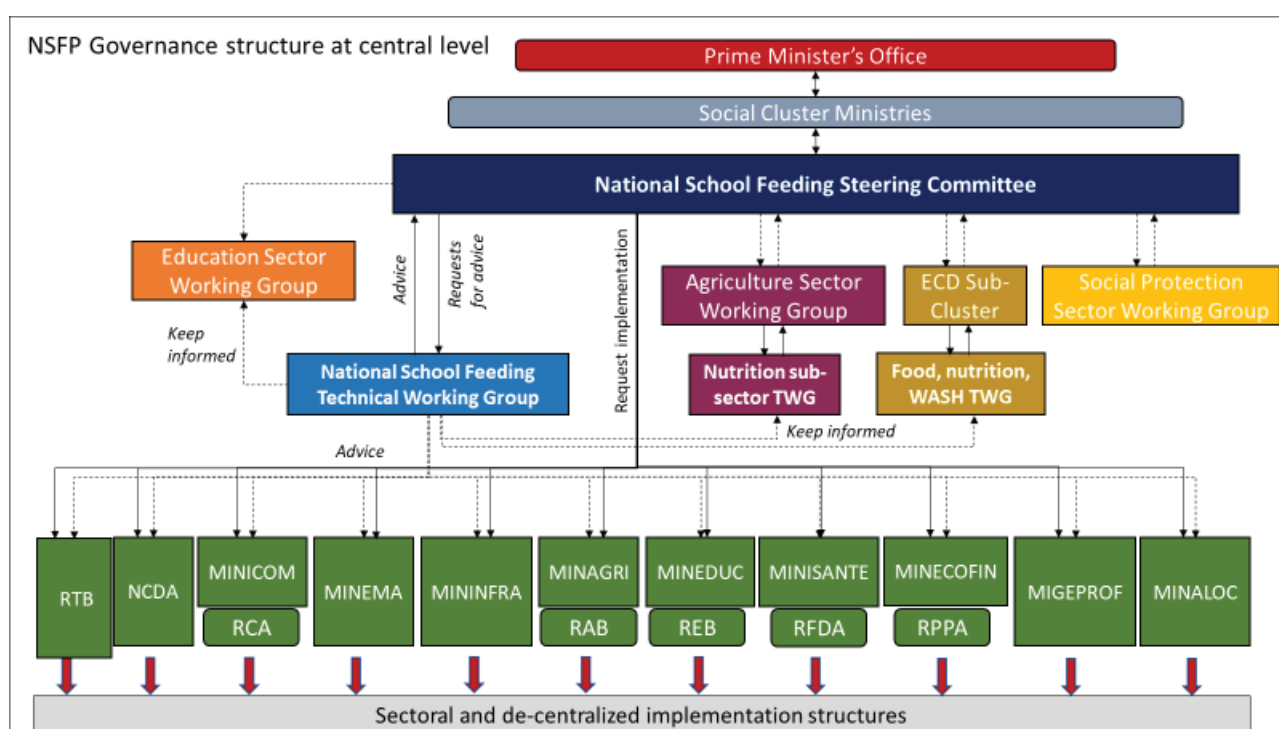 NSFP Governance structure at central level
Prime Minister's Office
Social Cluster Ministries
National School Feeding Steering Committee
Education Sector
Working Group
Advice
Requests
for advice
Request implementation
Agriculture Sector
Working Group
ECD Sub-
Cluster
Social Protection
Sector Working Group
Keep
informed
National School Feeding
Technical Working Group
Nutrition sub-
sector TWG
Food, nutrition,
WASH TWG
Keep informed
Advice
RTB
NCDA
MINICOM
RCA
MINEMA
MININFRA
MINAGRI
RAB
MINEDUC
REB
MINISANTE
RFDA
MINECOFIN
RPPA
MIGEPROF
MINALOC
Sectoral and de-centralized implementation structures